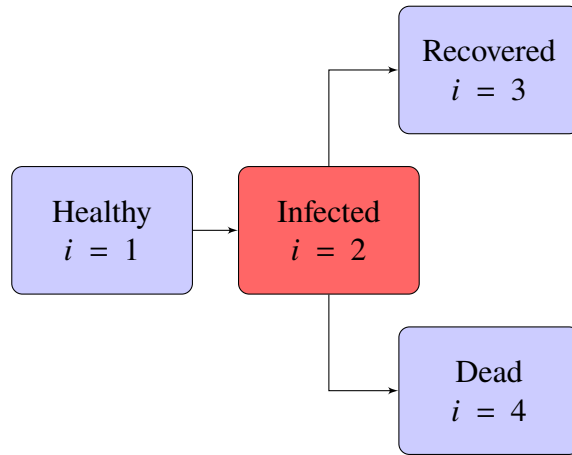 Recovered
i = 3
Healthy
i = 1
Infected
i = 2
Dead
i = 4